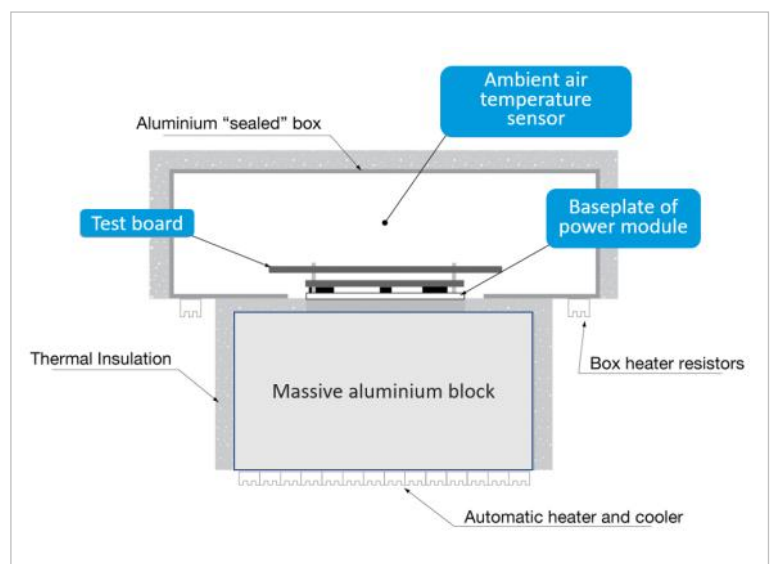 Ambient air
temperature
sensor
Aluminium “sealed” box
Test board
Baseplate of
power module
Thermal Insulation
Box heater resistors
Massive aluminium block
Automatic heater and cooler